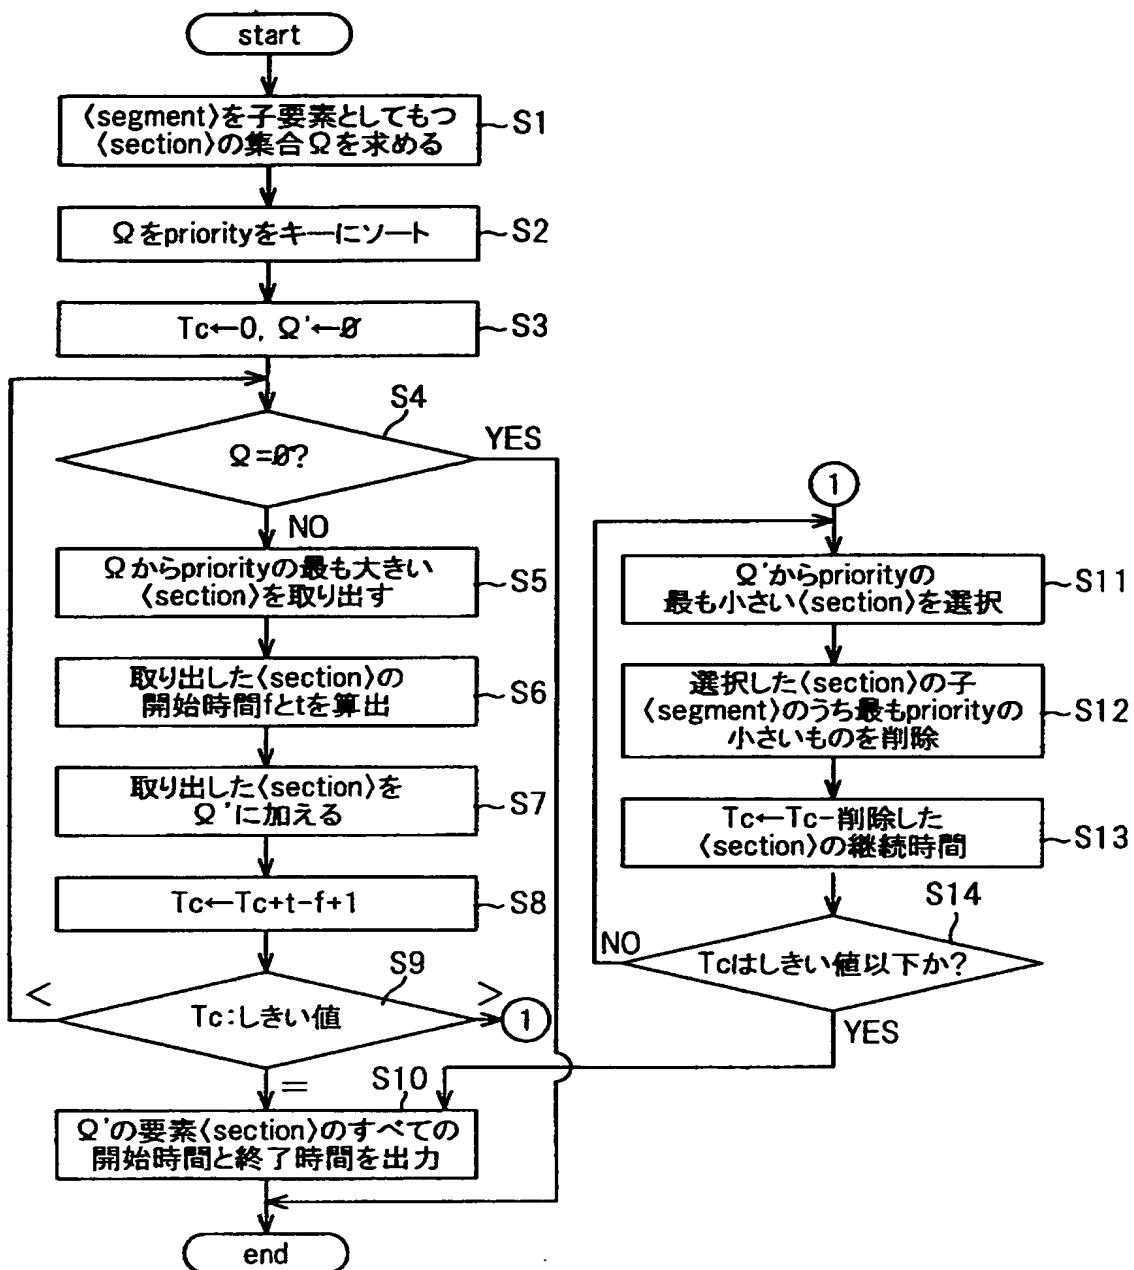 start
〈segment〉を子要素としてもつ
〈section〉の集合Ωを求める
S1
Ωをpriorityをキーにソート
S2
Tc←0, Ω'←∅
S3
S4
Ω=∅?
YES
NO
Ωからpriorityの最も大きい
〈section〉を取り出す
S5
取り出した〈section〉の
開始時間fとtを算出
S6
取り出した〈section〉を
Ω'に加える
S7
Tc←Tc+t-f+1
S8
S9
<
>
Tc:しきい値
1
=
S10
Ω'の要素〈section〉のすべての
開始時間と終了時間を出力
end
1
Ω'からpriorityの
最も小さい〈section〉を選択
S11
選択した〈section〉の子
〈segment〉のうち最もpriorityの
小さいものを削除
S12
Tc←Tc-削除した
〈section〉の継続時間
S13
S14
NO
Tcはしきい値以下か?
YES